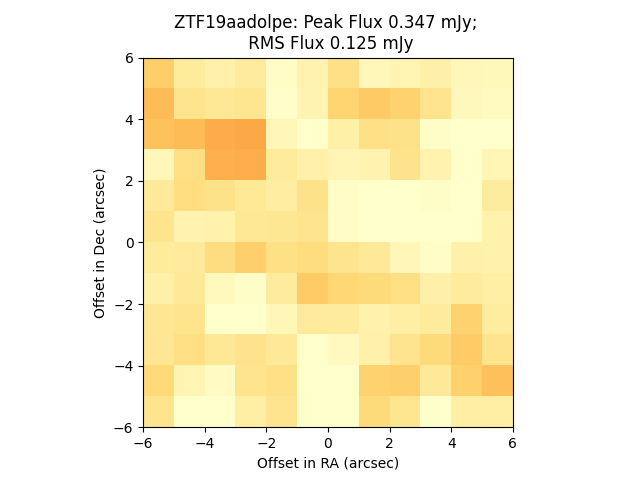 ZTF19aadolpe: Peak Flux 0.347 mJy;
RMS Flux 0.125 mJy
6
4
2
0
−2
−4
−6
Offset in Dec (arcsec)
−6 −4 −2 0 2 4 6
Offset in RA (arcsec)